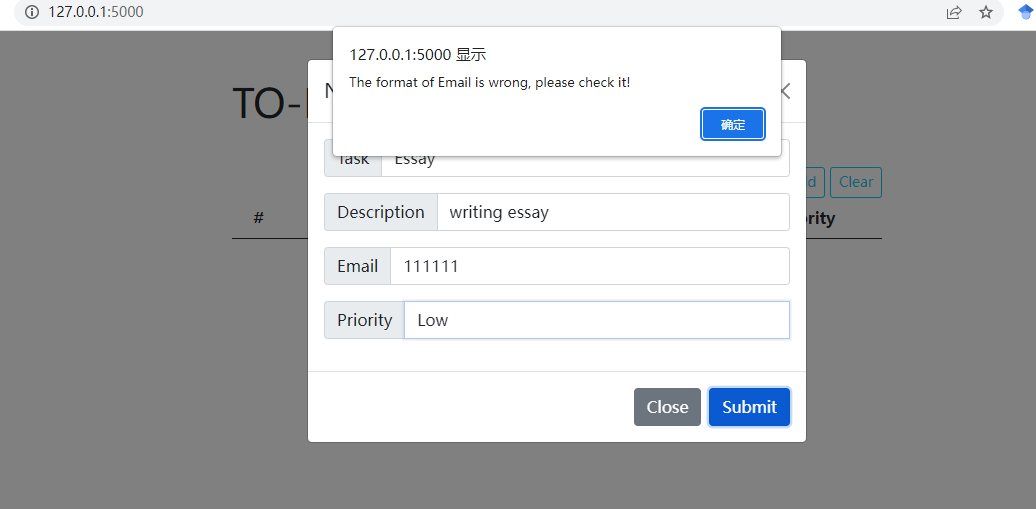 127.0.0.1:5000
127.0.0.1:5000 显示
The format of Email is wrong, please check it!
确定
TO-
Task Essay
Clear
#
Description writing essay
Email 111111
Priority Low
Close Submit